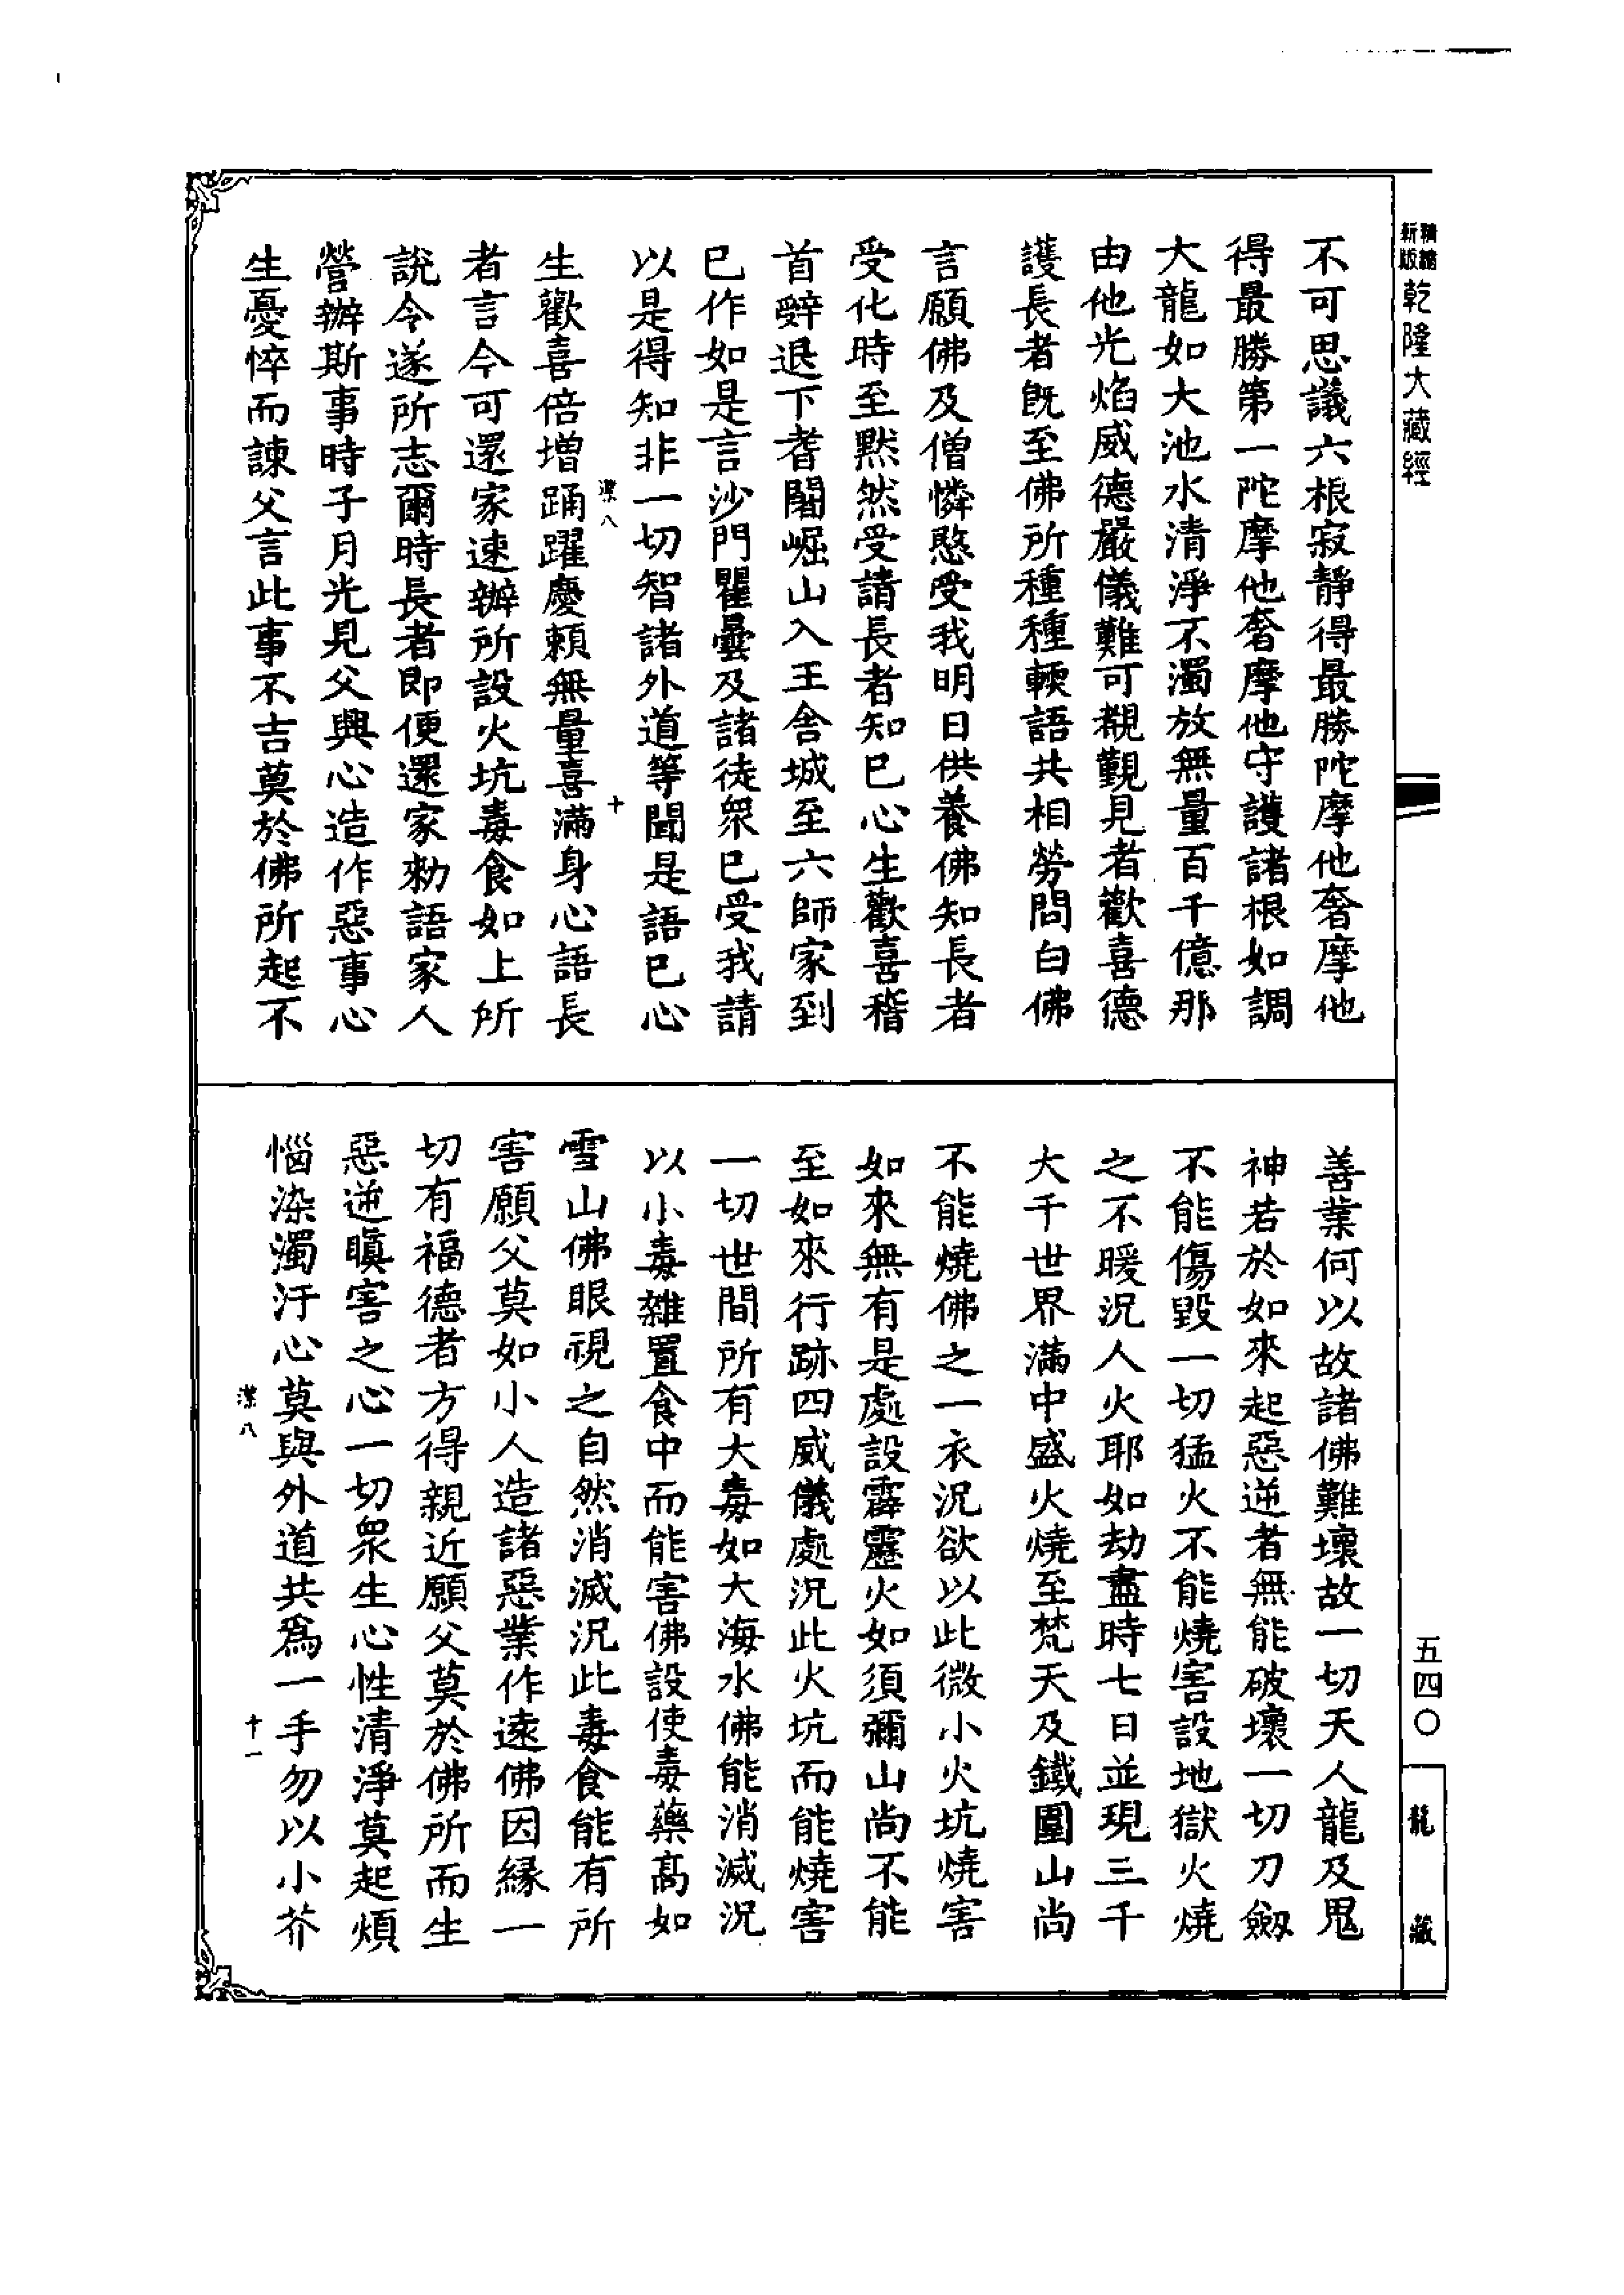 精縮
新版
乾隆大藏經
不可思議六根寂靜得最勝陀摩他奢摩他
得最勝第一陀摩他奢摩他守護諸根如調
大龍如大池水清淨不濁放無量百千億那
由他光焰威德嚴儀難可覩觀見者歡喜德
護長者旣至佛所種種輭語共相勞問白佛
言願佛及僧憐愍受我明日供養佛知長者
受化時至默然受請長者知已心生歡喜稽
首辭退下耆闍崛山入王舍城至六師家到
已作如是言沙門瞿曇及諸徒衆已受我請
以是得知非一切智諸外道等聞是語已心
生歡喜倍增踊躍慶賴無量喜滿身心語長
者言今可還家速辦所設火坑毒食如上所
說令遂所志爾時長者即便還家勑語家人
營辦斯事時子月光見父興心造作惡事心
生憂悴而諫父言此事不吉莫於佛所起不
潔八
十
善業何以故諸佛難壞故一切天人龍及鬼
神若於如來起惡逆者無能破壞一切刀劒
不能傷毀一切猛火不能燒害設地獄火燒
之不暖況人火耶如劫盡時七日並現三千
大千世界滿中盛火燒至梵天及鐵圍山尚
不能燒佛之一衣況欲以此微小火坑燒害
如來無有是處設霹靂火如須彌山尚不能
至如來行跡四威儀處況此火坑而能燒害
一切世間所有大毒如大海水佛能消滅況
以小毒雜置食中而能害佛設使毒藥髙如
雪山佛眼視之自然消滅況此毒食能有所
害願父莫如小人造諸惡業作遠佛因緣一
切有福德者方得親近願父莫於佛所而生
惡逆瞋害之心一切衆生心性清淨莫起煩
惱染濁汙心莫與外道共爲一手勿以小芥
潔八
十一
五四〇
龍藏